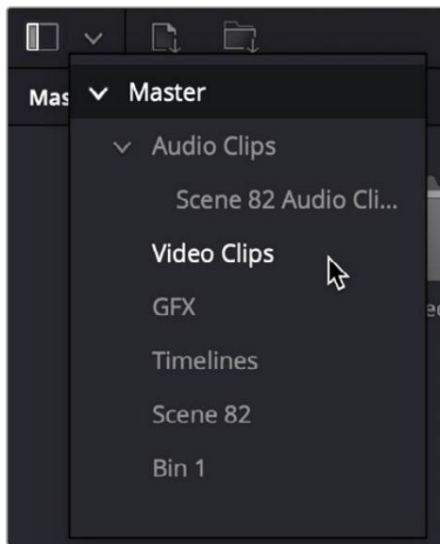 Mas
Master
Audio Clips
Scene 82 Audio Cli...
Video Clips
GFX
Timelines
Scene 82
Bin 1